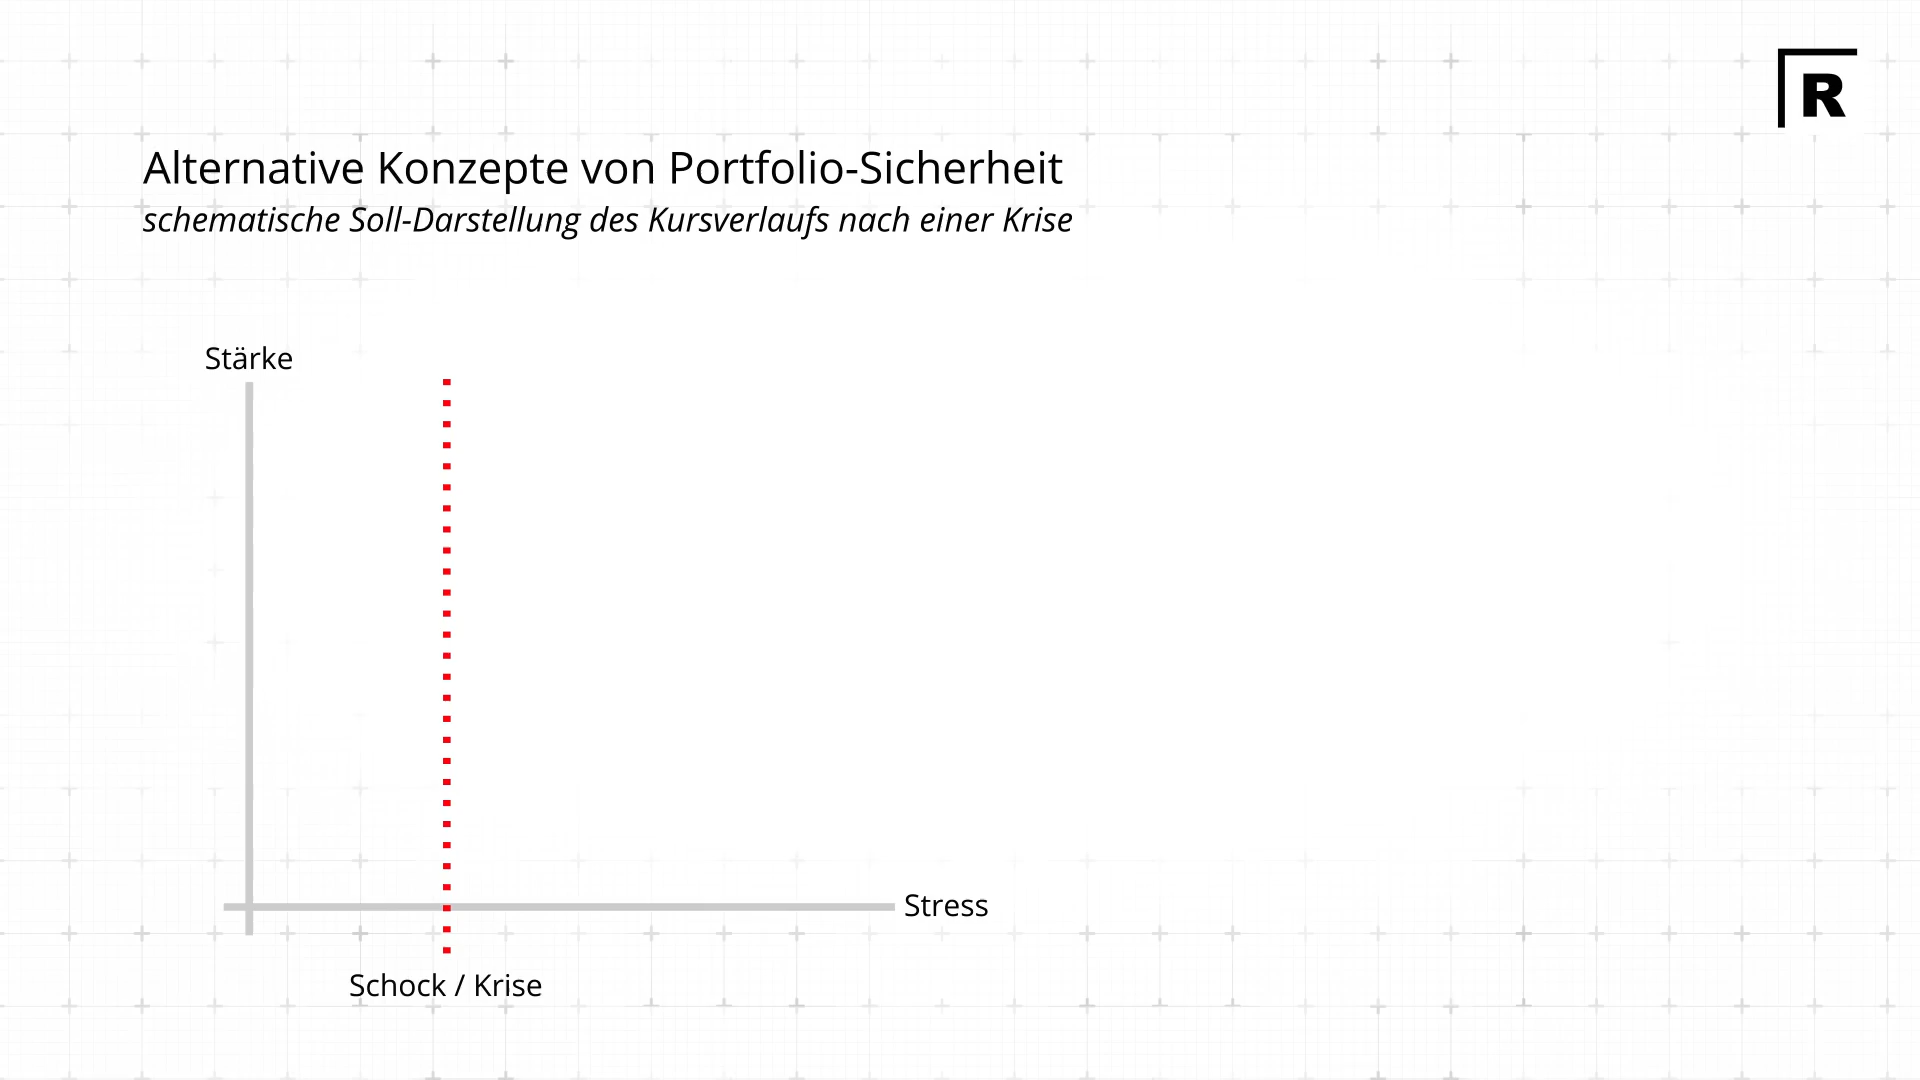 R
Alternative Konzepte von Portfolio-Sicherheit
schematische Soll-Darstellung des Kursverlaufs nach einer Krise
Stärke
Stress
Schock / Krise